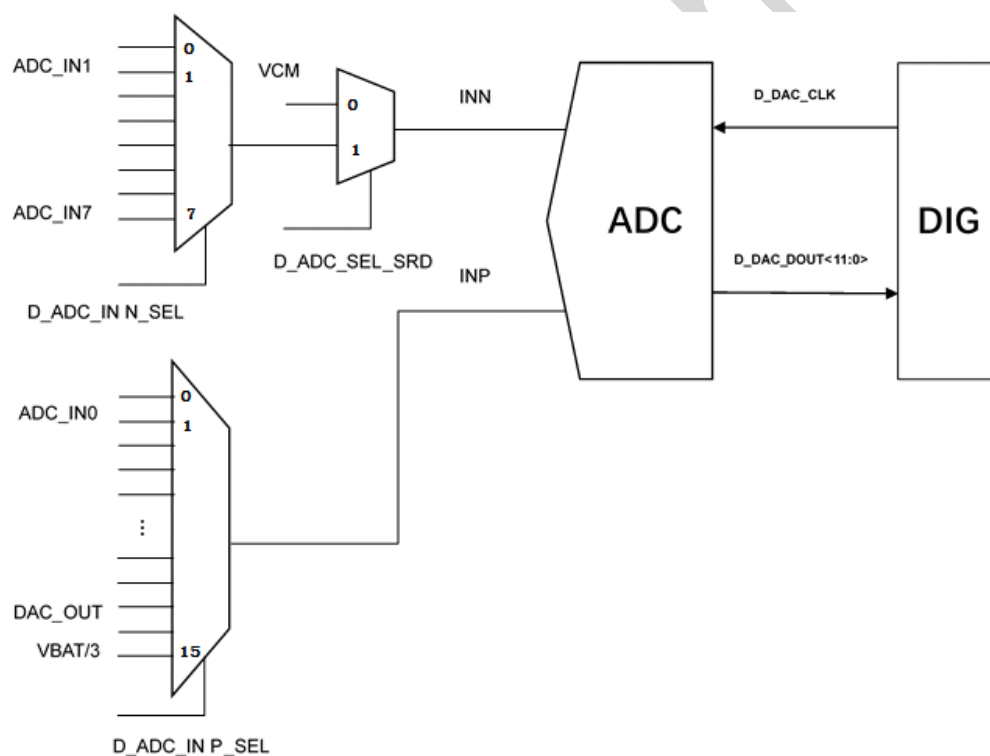 0
ADC_IN1
1
VCM
0
1
INN
ADC_IN7
7
D_ADC_SEL_SRD
D_ADC_IN N_SEL
INP
ADC
D_DAC_CLK
D_DAC_DOUT<11:0>
DIG
0
ADC_IN0
1
...
DAC_OUT
VBAT/3
15
D_ADC_IN P_SEL